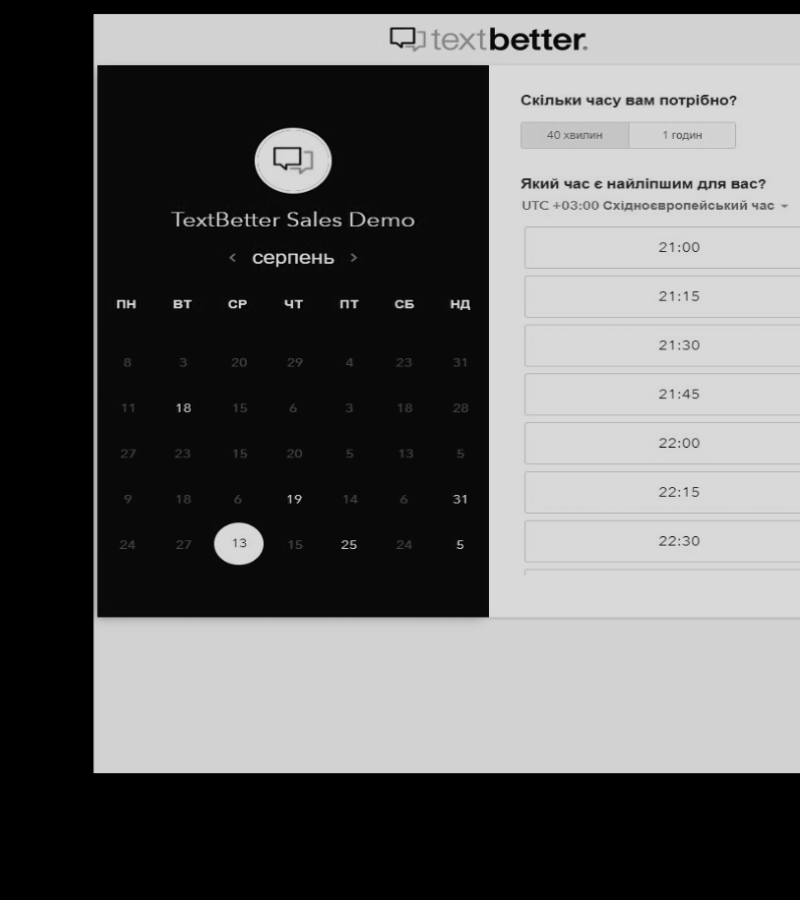 textbetter.
TextBetter Sales Demo
‹ серпень ›
ПН ВТ СР ЧТ ПТ СБ НД
8 3 20 29 4 23 31
11 18 15 6 3 18 28
27 23 15 20 5 13 5
9 18 6 19 14 6 31
24 27 13 15 25 24 5
Скільки часу вам потрібно?
40 хвилин 1 годин
Який час є найліпшим для вас?
UTC +03:00 Східноєвропейський час
21:00
21:15
21:30
21:45
22:00
22:15
22:30